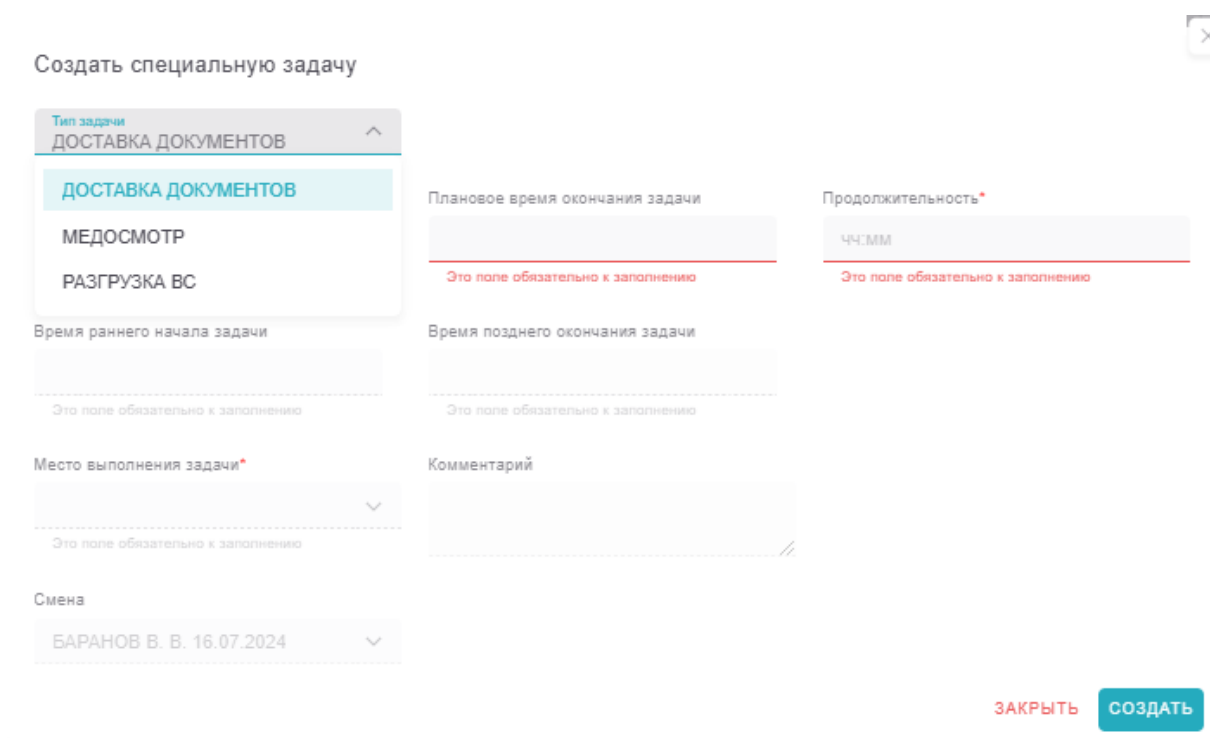 Создать специальную задачу
Тип задачи
ДОСТАВКА ДОКУМЕНТОВ
ДОСТАВКА ДОКУМЕНТОВ
МЕДОСМОТР
РАЗГРУЗКА ВС
Плановое время окончания задачи
Продолжительность*
чч:мм
Это поле обязательно к заполнению
Это поле обязательно к заполнению
Время раннего начала задачи
Время позднего окончания задачи
Это поле обязательно к заполнению
Это поле обязательно к заполнению
Место выполнения задачи*
Комментарий
Это поле обязательно к заполнению
Смена
БАРАНОВ В. В. 16.07.2024
ЗАКРЫТЬ
СОЗДАТЬ